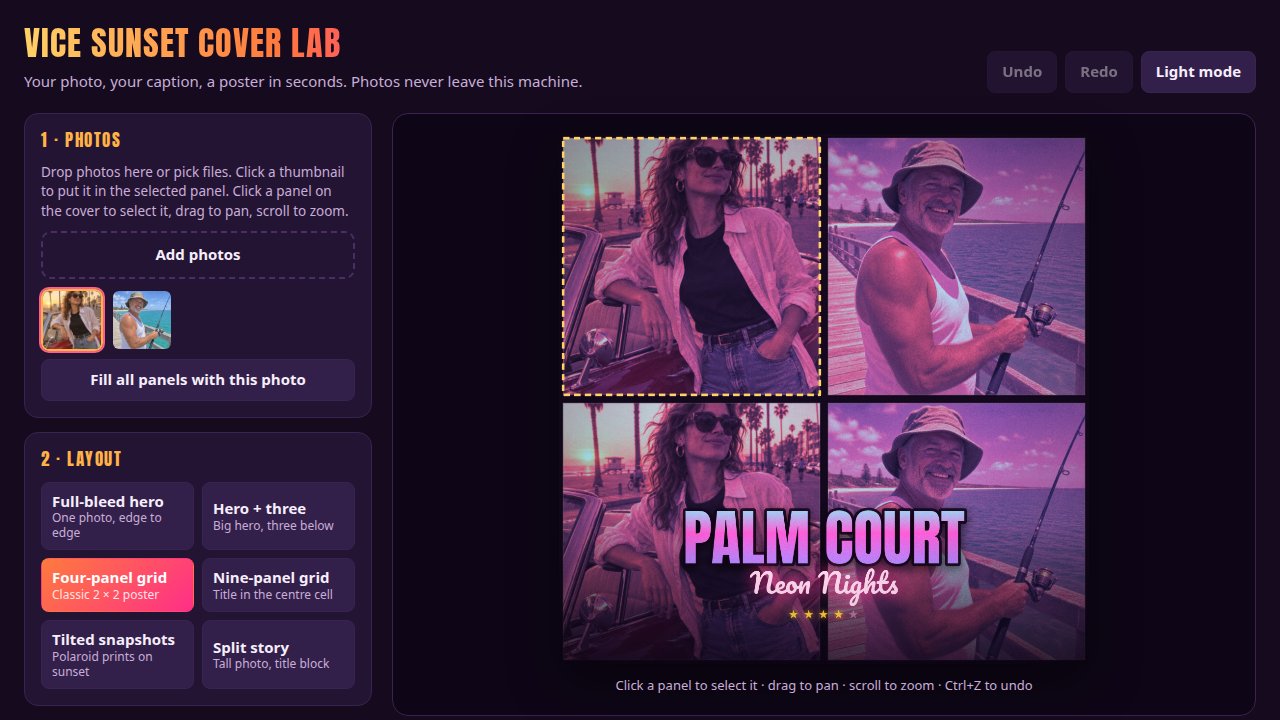 VICE SUNSET COVER LAB
Your photo, your caption, a poster in seconds. Photos never leave this machine.
Undo
Redo
Light mode
1 · PHOTOS
Drop photos here or pick files. Click a thumbnail
to put it in the selected panel. Click a panel on
the cover to select it, drag to pan, scroll to zoom.
Add photos
Fill all panels with this photo
2 · LAYOUT
Full-bleed hero
One photo, edge to
edge
Hero + three
Big hero, three below
Four-panel grid
Classic 2 × 2 poster
Nine-panel grid
Title in the centre cell
Tilted snapshots
Polaroid prints on
sunset
Split story
Tall photo, title block
PALM COURT
Neon Nights
★★★★★
Click a panel to select it · drag to pan · scroll to zoom · Ctrl+Z to undo